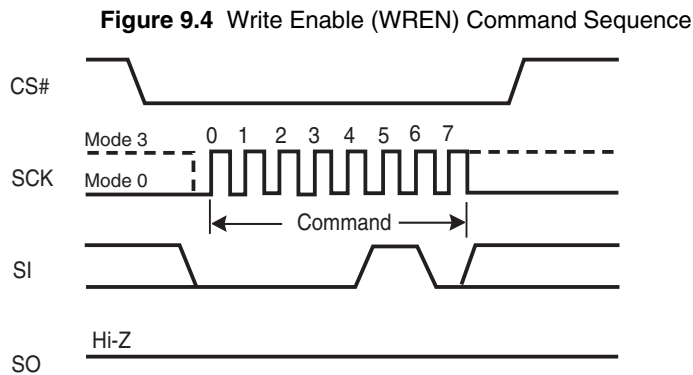 Figure 9.4 Write Enable (WREN) Command Sequence
CS#
Mode 3
0 1 2 3 4 5 6 7
SCK
Mode 0
Command
SI
Hi-Z
SO